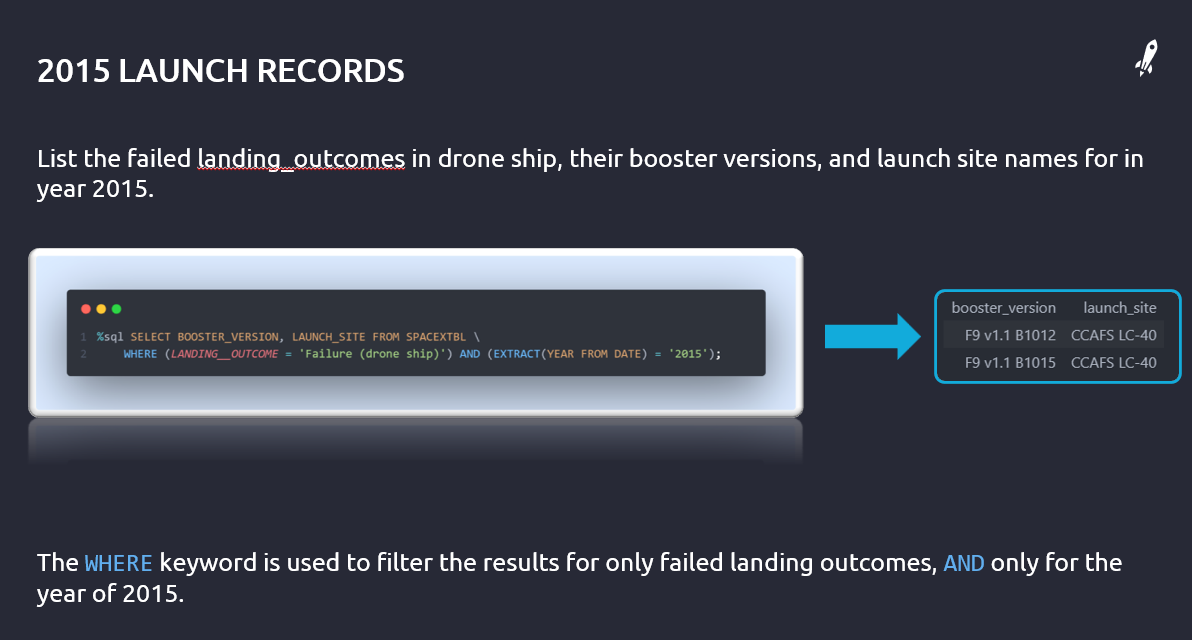 2015 LAUNCH RECORDS
List the failed landing_outcomes in drone ship, their booster versions, and launch site names for in
year 2015.
1 %sql SELECT BOOSTER_VERSION, LAUNCH_SITE FROM SPACEXTBL \
2 WHERE (LANDING__OUTCOME = 'Failure (drone ship)') AND (EXTRACT(YEAR FROM DATE) = '2015');
booster_version launch_site
F9 v1.1 B1012 CCAFS LC-40
F9 v1.1 B1015 CCAFS LC-40
The WHERE keyword is used to filter the results for only failed landing outcomes, AND only for the
year of 2015.